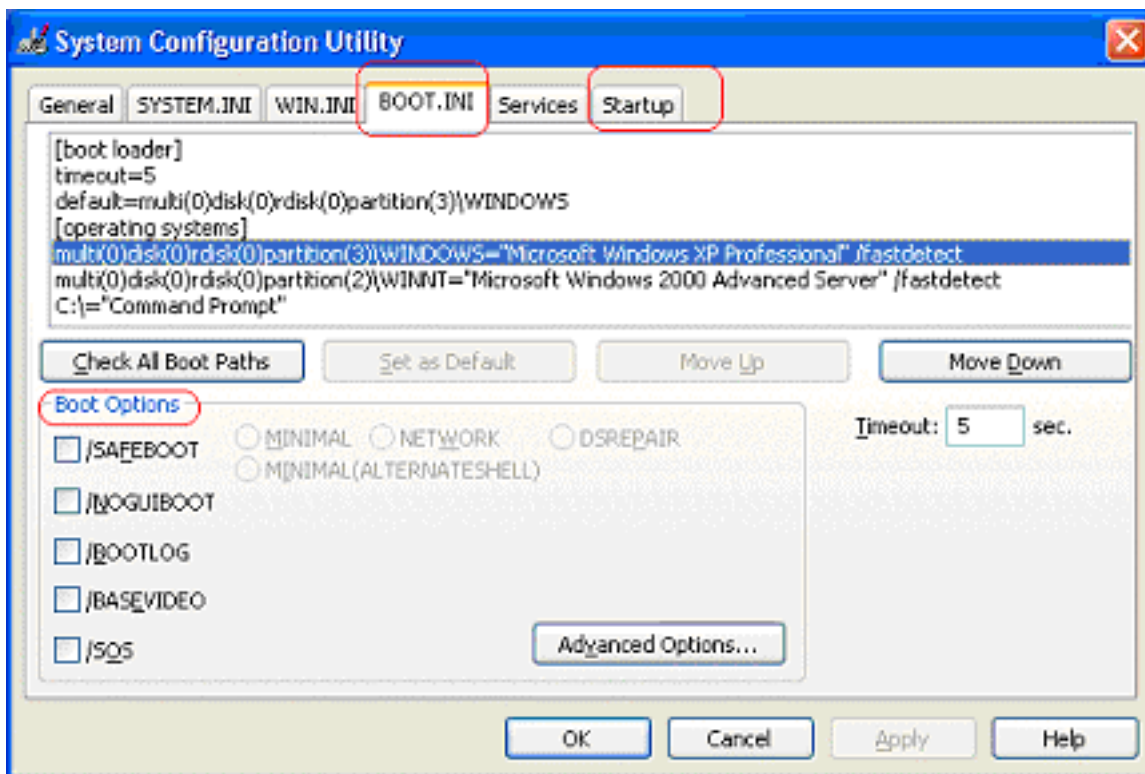 System Configuration Utility
General SYSTEM.INI WIN.INI BOOT.INI Services Startup
[boot loader]
timeout=5
default=multi(0)disk(0)rdisk(0)partition(3)\WINDOWS
[operating systems]
multi(0)disk(0)rdisk(0)partition(3)\WINDOWS="Microsoft Windows XP Professional" /fastdetect
multi(0)disk(0)rdisk(0)partition(2)\WINNT="Microsoft Windows 2000 Advanced Server" /fastdetect
C:\="Command Prompt"
Check All Boot Paths Set as Default Move Up Move Down
Boot Options
Timeout: 5 sec.
/SAFEBOOT MINIMAL NETWORK DSREPAIR
MINIMAL(ALTERNATESHELL)
/NOGUIBOOT
/BOOTLOG
/BASEVIDEO
/SOS
Advanced Options...
OK Cancel Apply Help